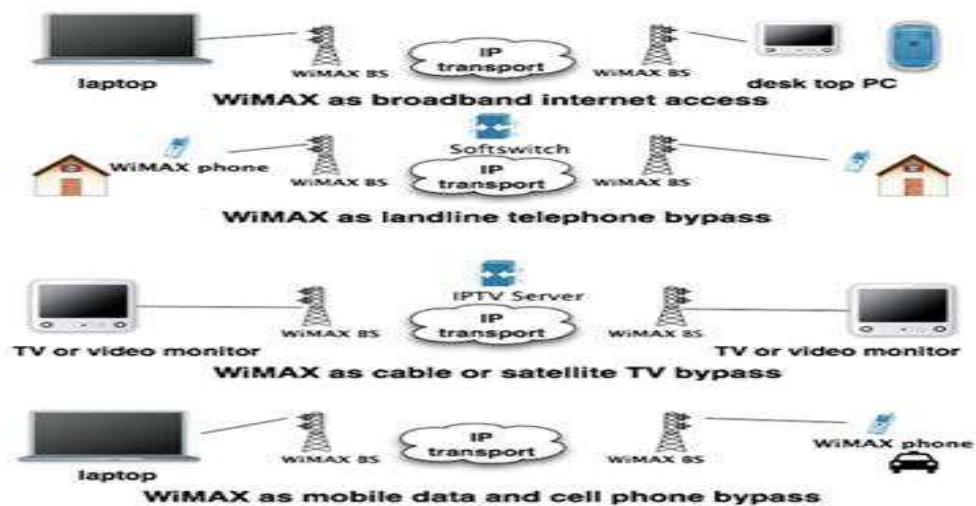 IP
transport
WiMAX BS
WiMAX BS
laptop
desk top PC
WiMAX as broadband internet access
Softswitch
WiMAX phone
IP
transport
WiMAX BS
WiMAX BS
WiMAX as landline telephone bypass
IPTV Server
IP
transport
WiMAX BS
WiMAX BS
TV or video monitor
TV or video monitor
WiMAX as cable or satellite TV bypass
IP
transport
WiMAX BS
WiMAX BS
WiMAX phone
laptop
WiMAX as mobile data and cell phone bypass